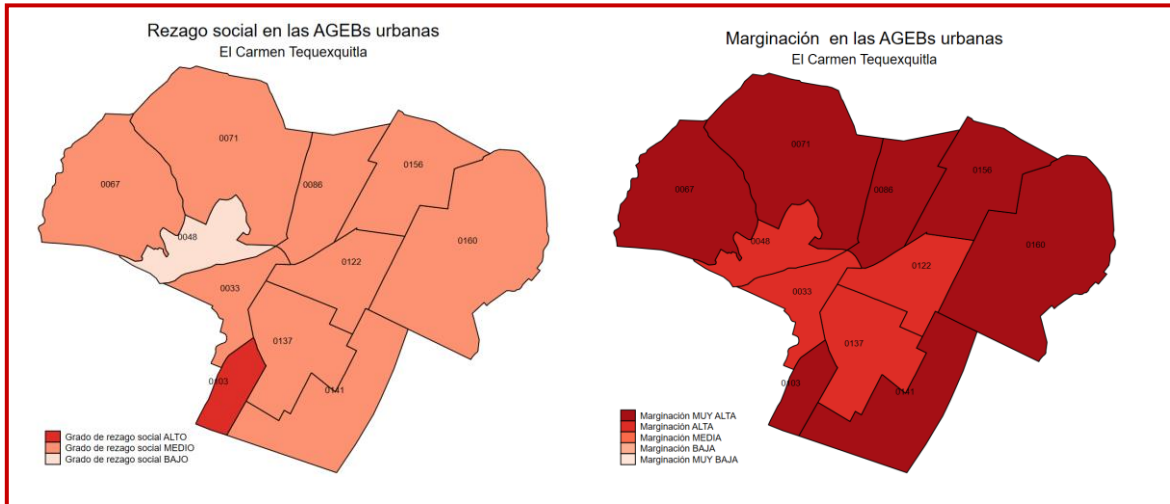 Rezago social en las AGEBs urbanas
El Carmen Tequexquitla
0071
0156
0067
0086
0048
0160
0122
0033
0137
0103
0141
Grado de rezago social ALTO
Grado de rezago social MEDIO
Grado de rezago social BAJO
Marginación en las AGEBs urbanas
El Carmen Tequexquitla
0071
0156
0067
0086
0048
0160
0122
0033
0137
0103
0141
Marginación MUY ALTA
Marginación ALTA
Marginación MEDIA
Marginación BAJA
Marginación MUY BAJA